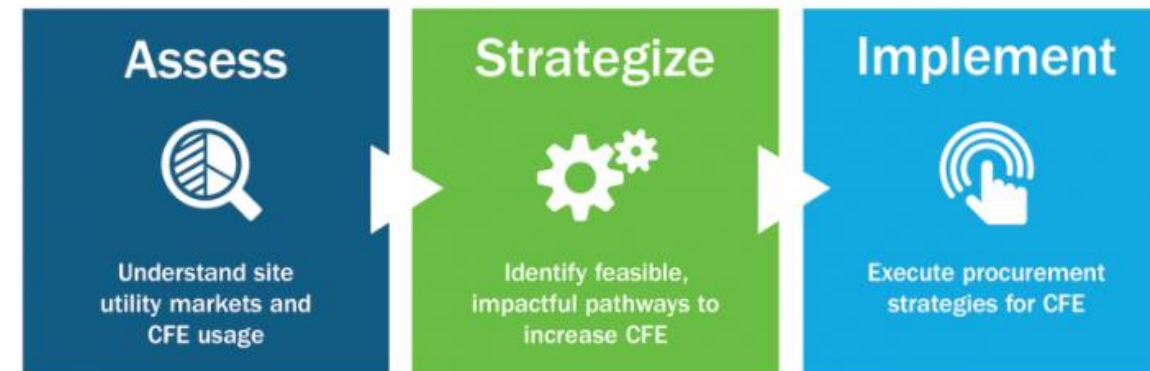 Assess
Understand site
utility markets and
CFE usage
Strategize
Identify feasible,
impactful pathways to
increase CFE
Implement
Execute procurement
strategies for CFE